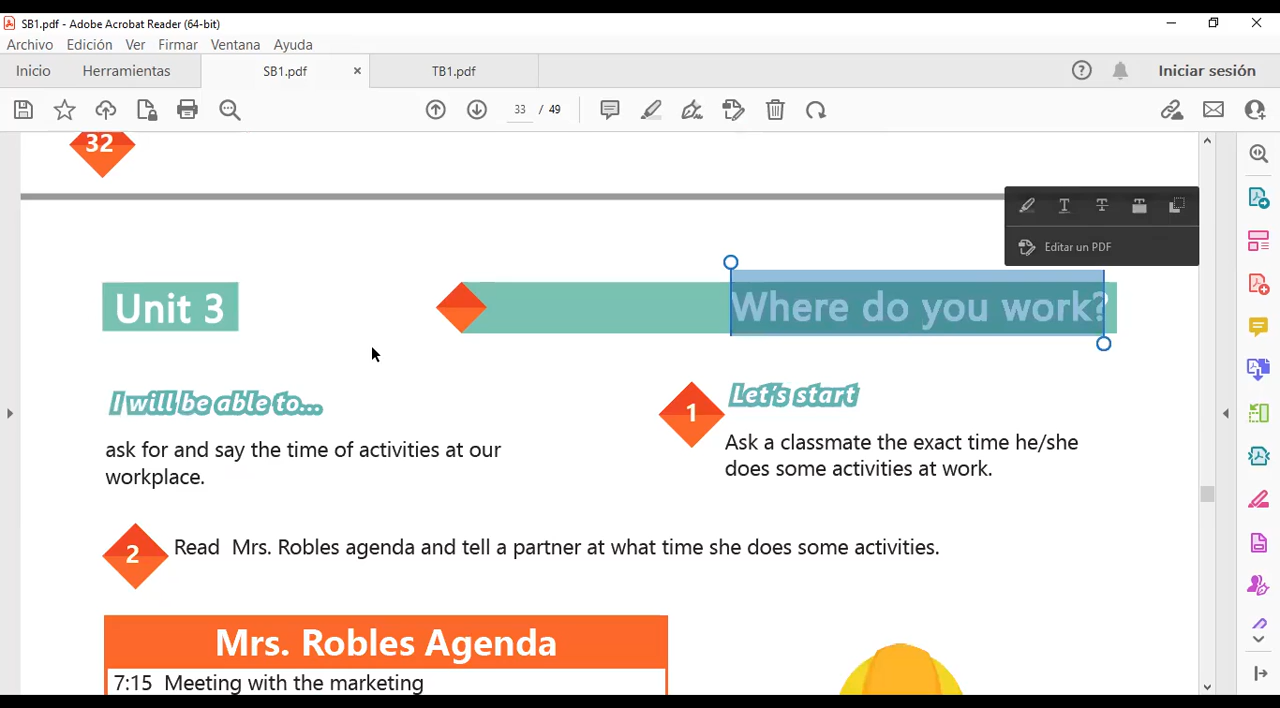 SB1.pdf - Adobe Acrobat Reader (64-bit)
Archivo Edición Ver Firmar Ventana Ayuda
Inicio Herramientas SB1.pdf × TB1.pdf Iniciar sesión
33 / 49
32
Editar un PDF
Unit 3 Where do you work?
I will be able to...
ask for and say the time of activities at our
workplace.
1 Let's start
Ask a classmate the exact time he/she
does some activities at work.
2 Read Mrs. Robles agenda and tell a partner at what time she does some activities.
Mrs. Robles Agenda
7:15 Meeting with the marketing